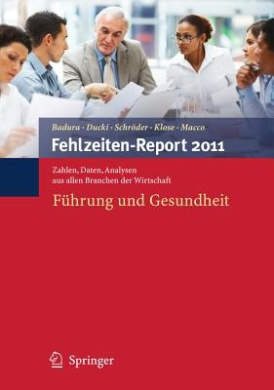 Badura · Ducki · Schröder · Klose · Macco
Fehlzeiten-Report 2011
Zahlen, Daten, Analysen
aus allen Branchen der Wirtschaft
Führung und Gesundheit
Springer